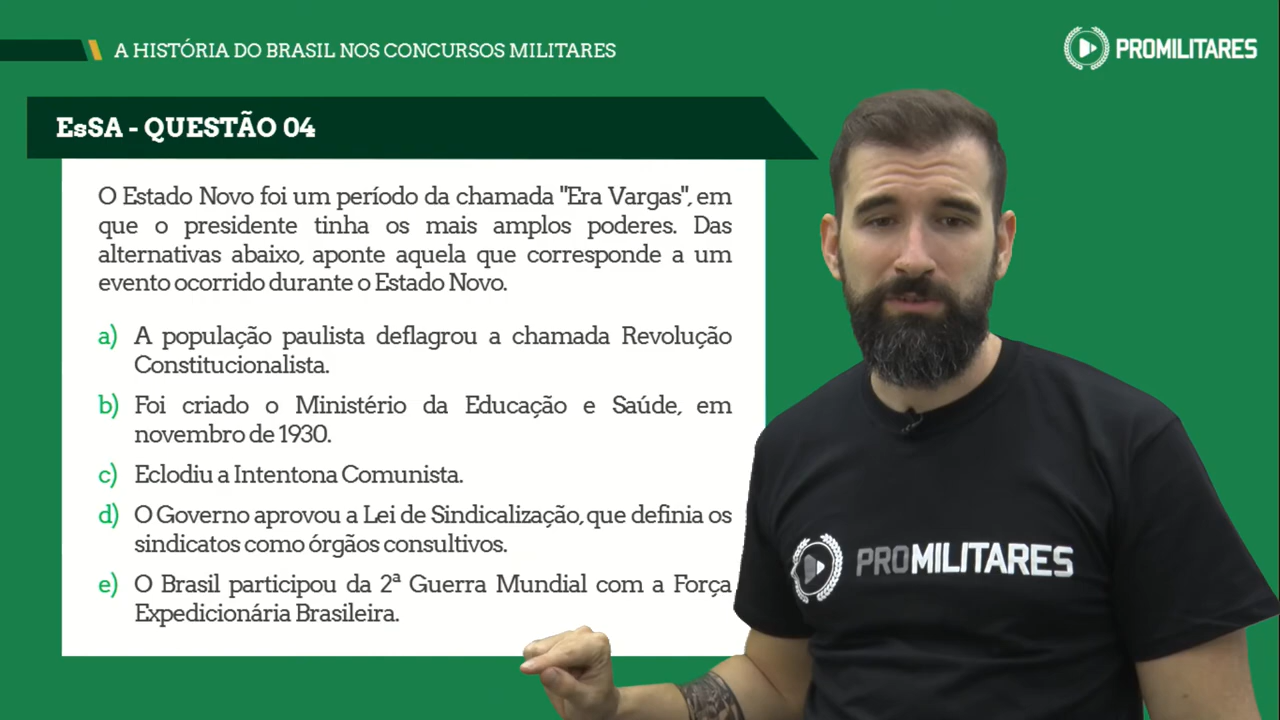 A HISTÓRIA DO BRASIL NOS CONCURSOS MILITARES
PROMILITARES
EsSA - QUESTÃO 04
O Estado Novo foi um período da chamada "Era Vargas", em
que o presidente tinha os mais amplos poderes. Das
alternativas abaixo, aponte aquela que corresponde a um
evento ocorrido durante o Estado Novo.
a) A população paulista deflagrou a chamada Revolução
Constitucionalista.
b) Foi criado o Ministério da Educação e Saúde, em
novembro de 1930.
c) Eclodiu a Intentona Comunista.
d) O Governo aprovou a Lei de Sindicalização, que definia os
sindicatos como órgãos consultivos.
e) O Brasil participou da 2ª Guerra Mundial com a Força
Expedicionária Brasileira.
PROMILITARES